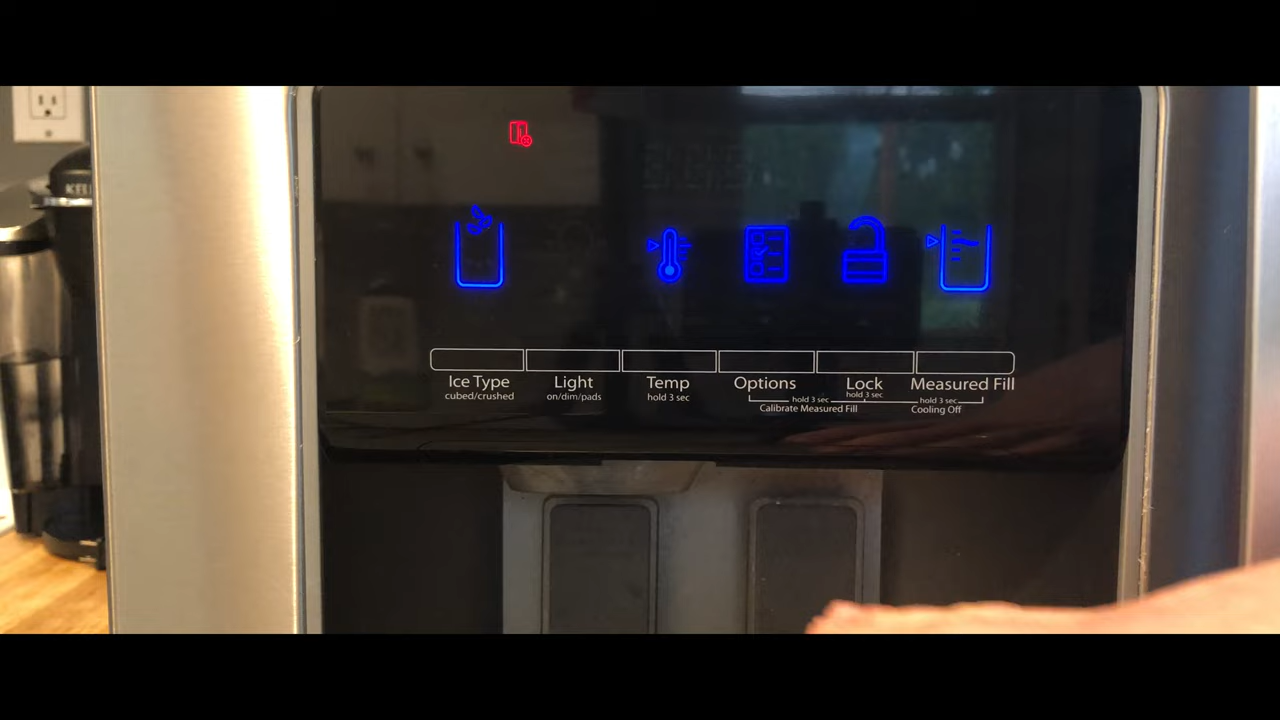 Ice Type Light Temp Options Lock Measured Fill
cubed/crushed on/dim/pads hold 3 sec hold 3 sec
hold 3 sec hold 3 sec
Calibrate Measured Fill Cooling Off